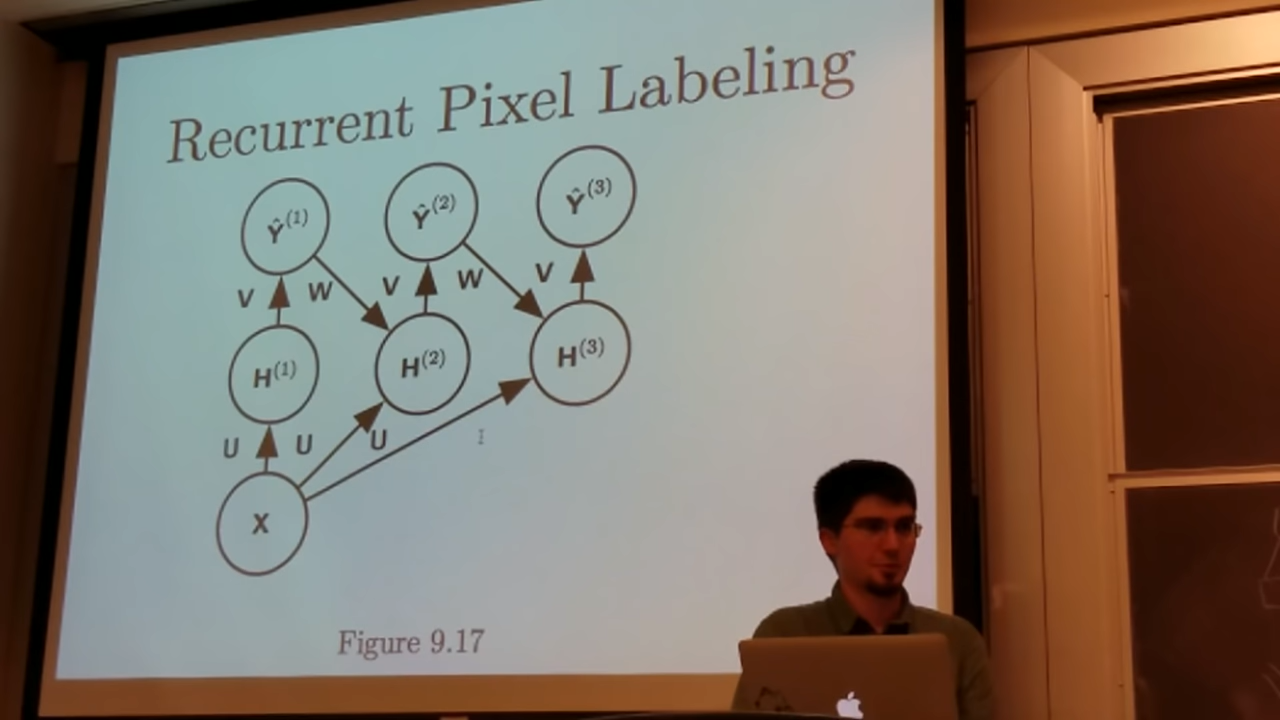 Recurrent Pixel Labeling
Ŷ(1) Ŷ(2) Ŷ(3)
V W V W V
H(1) H(2) H(3)
U U U
X
Figure 9.17